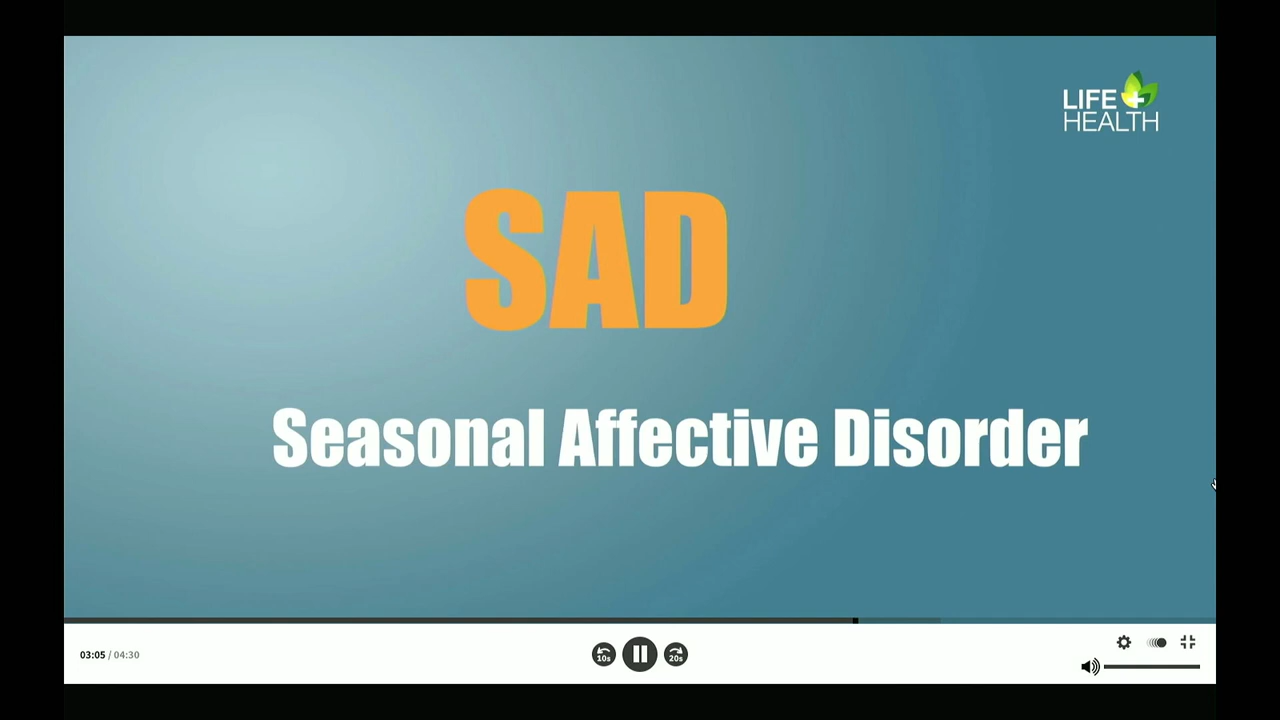 LIFE
HEALTH
SAD
Seasonal Affective Disorder
03:05 / 04:30
10s
20s